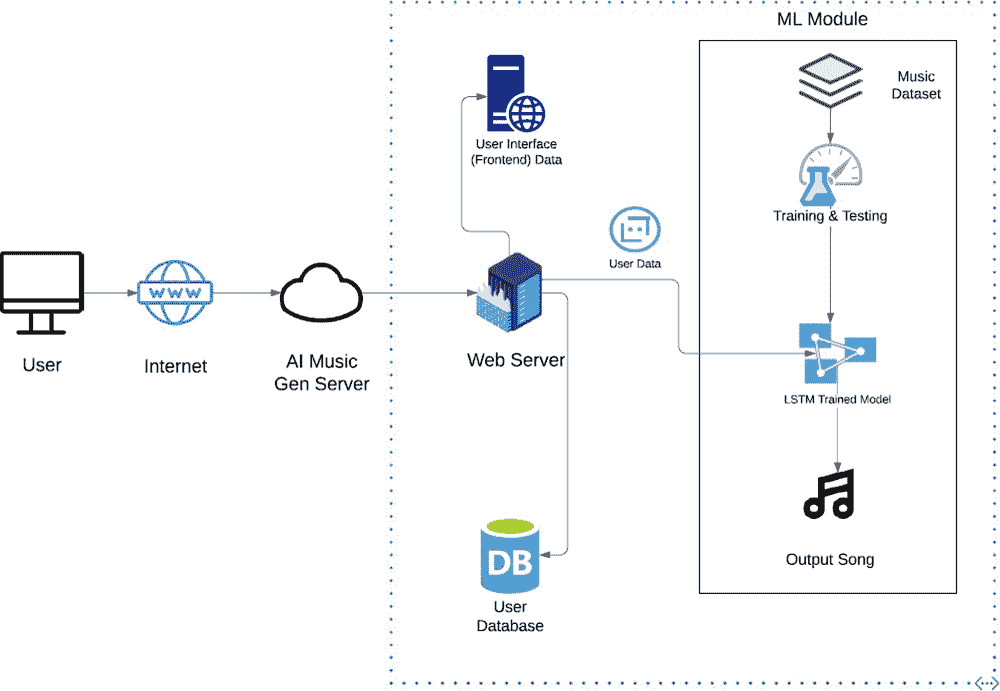 ML Module
Music
Dataset
User Interface
(Frontend) Data
Training & Testing
User Data
WWW
User
Internet
AI Music
Gen Server
Web Server
LSTM Trained Model
DB
User
Database
Output Song